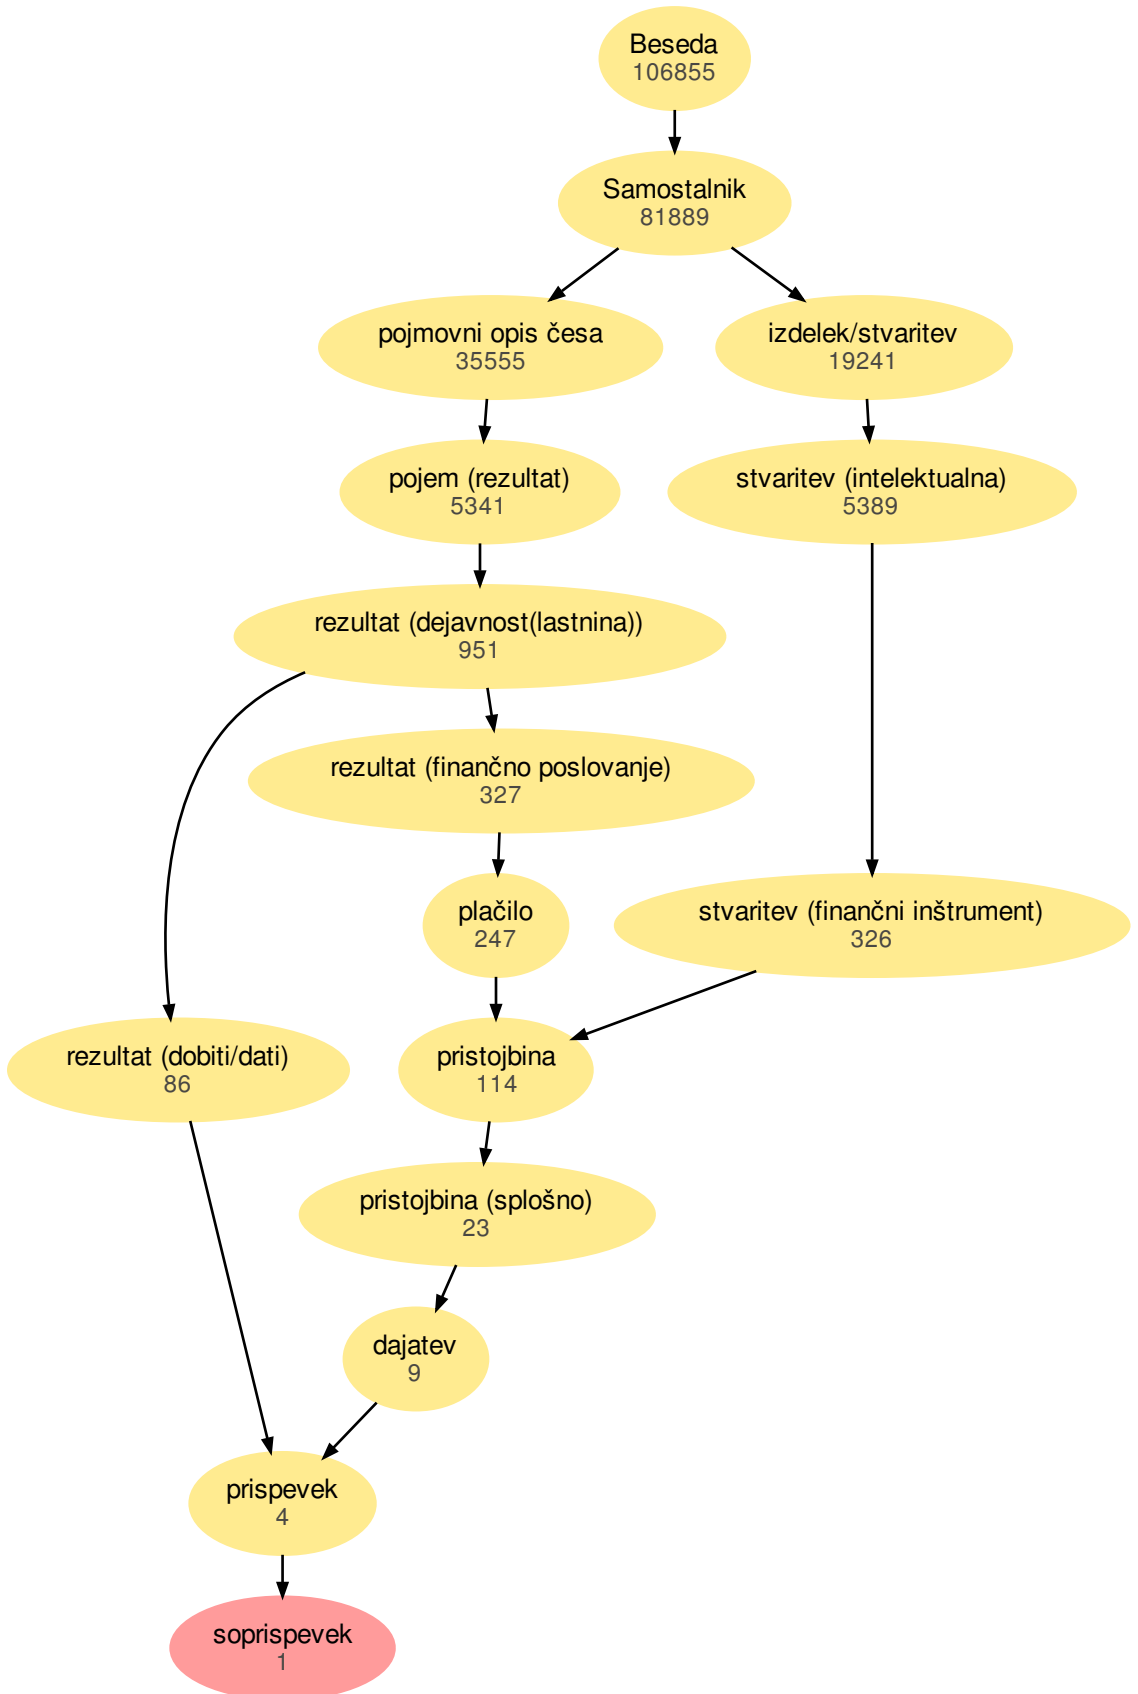 Beseda
106855
Samostalnik
81889
pojmovni opis česa
35555
izdelek/stvaritev
19241
pojem (rezultat)
5341
stvaritev (intelektualna)
5389
rezultat (dejavnost(lastnina))
951
rezultat (finančno poslovanje)
327
plačilo
247
stvaritev (finančni inštrument)
326
rezultat (dobiti/dati)
86
pristojbina
114
pristojbina (splošno)
23
dajatev
9
prispevek
4
soprispevek
1